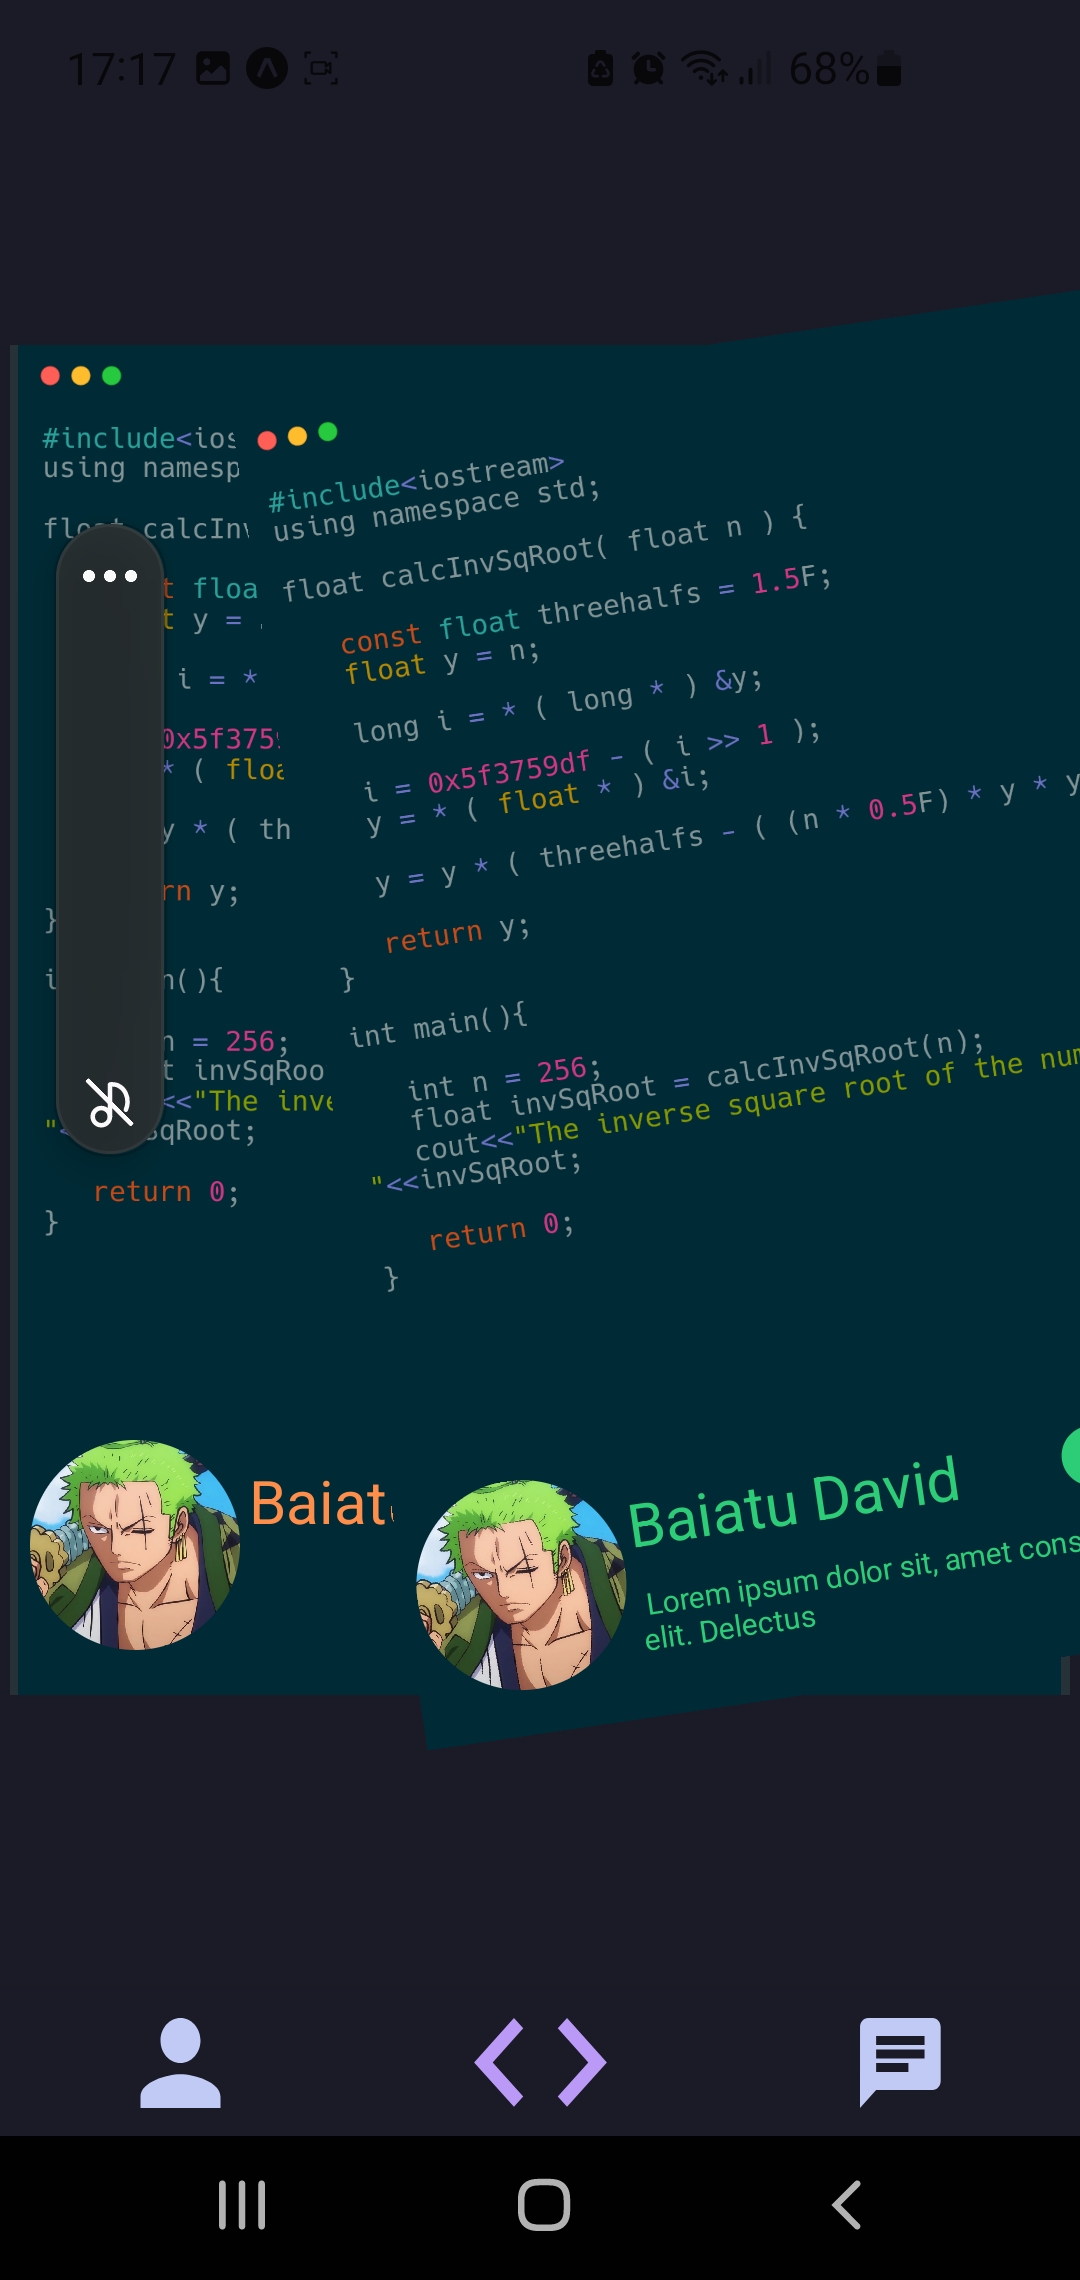 17:17 68%
#include<ios
using namesp
float calcInv
t floa
t y =
i = *
0x5f375
* ( floa
y * ( th
rn y;
}
i n(){
n = 256;
t invSqRoo
<<"The inve
"< SqRoot;
return 0;
}
#include<iostream>
using namespace std;
float calcInvSqRoot( float n ) {
const float threehalfs = 1.5F;
float y = n;
long i = * ( long * ) &y;
i = 0x5f3759df - ( i >> 1 );
y = * ( float * ) &i;
y = y * ( threehalfs - ( (n * 0.5F) * y * y
return y;
}
int main(){
int n = 256;
float invSqRoot = calcInvSqRoot(n);
cout<<"The inverse square root of the num
"<<invSqRoot;
return 0;
}
Baiat
Baiatu David
Lorem ipsum dolor sit, amet cons
elit. Delectus